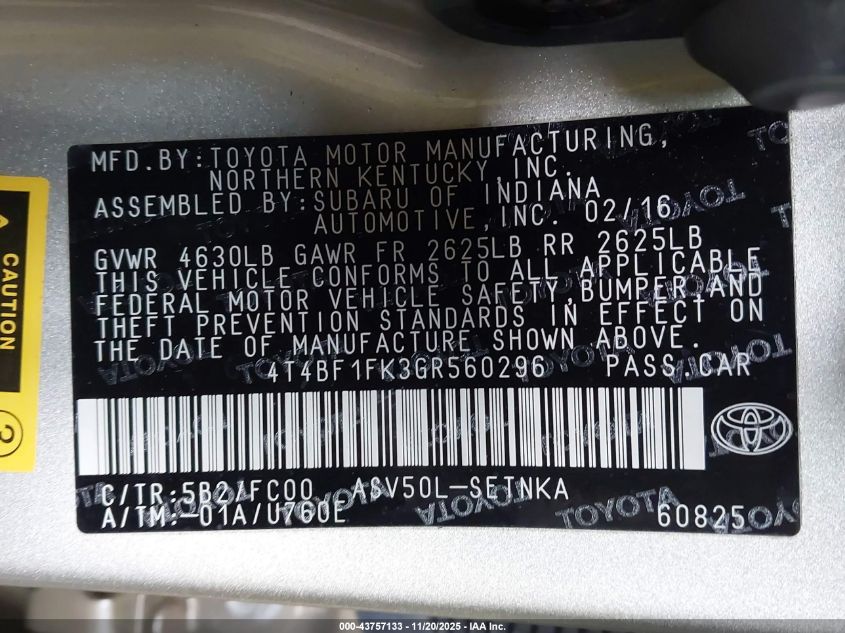 MFD.BY:TOYOTA MOTOR MANUFACTURING,
NORTHERN KENTUCKY,INC.
ASSEMBLED BY:SUBARU OF INDIANA
AUTOMOTIVE,INC. 02/16
GVWR 4630LB GAWR FR 2625LB RR 2625LB
THIS VEHICLE CONFORMS TO ALL APPLICABLE
FEDERAL MOTOR VEHICLE SAFETY,BUMPER,AND
THEFT PREVENTION STANDARDS IN EFFECT ON
THE DATE OF MANUFACTURE SHOWN ABOVE.
4T4BF1FK3GR560296 PASS.CAR
C/TR:5B2/FC00 ASV50L-SETNKA
A/TM:-01A/U760E 60825
TOYOTA
CAUTION
000-43757133 - 11/20/2025 - IAA Inc.